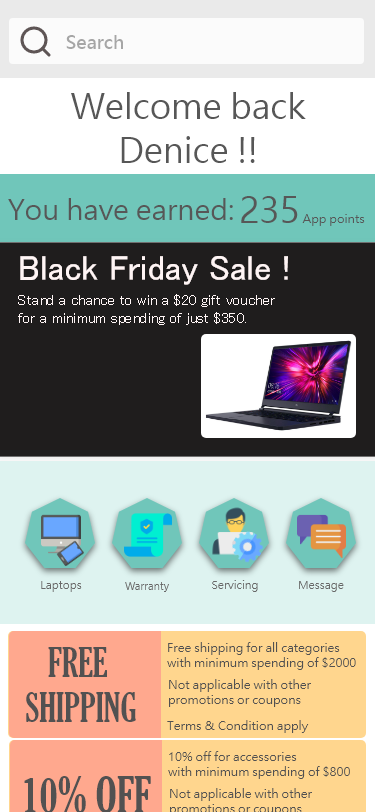 Search
Welcome back
Denice !!
You have earned: 235 App points
Black Friday Sale !
Stand a chance to win a $20 gift voucher
for a minimum spending of just $350.
Laptops
Warranty
Servicing
Message
FREE
SHIPPING
Free shipping for all categories
with minimum spending of $2000
Not applicable with other
promotions or coupons
Terms & Condition apply
10% OFF
10% off for accessories
with minimum spending of $800
Not applicable with other
promotions or coupons